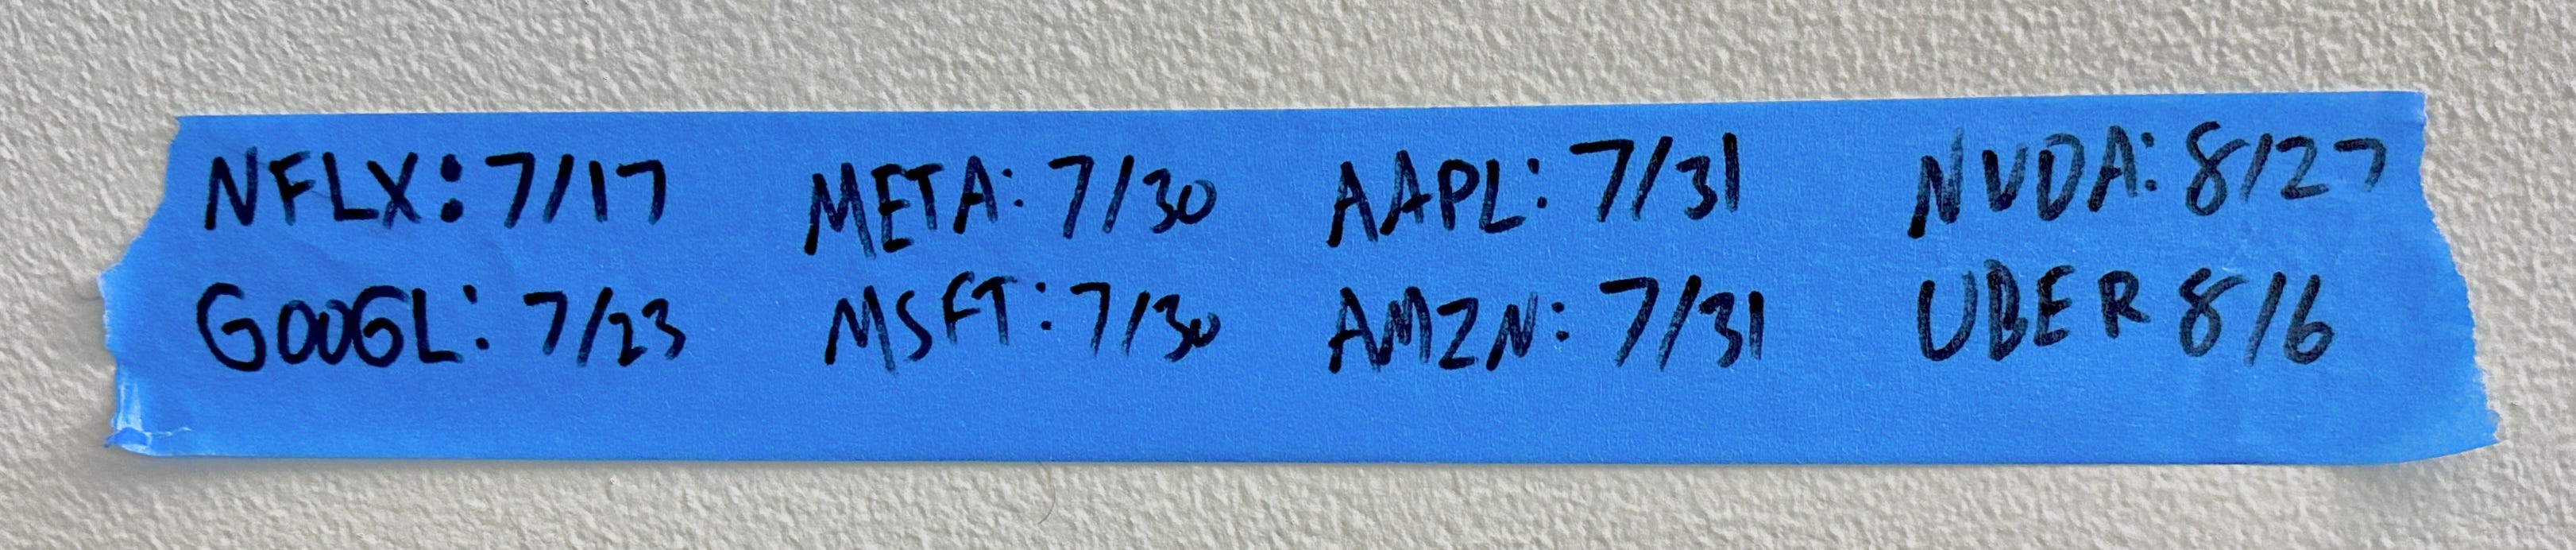 NFLX: 7/17 META: 7/30 AAPL: 7/31 NVDA: 8/27
GOOGL: 7/23 MSFT: 7/30 AMZN: 7/31 UBER 8/6